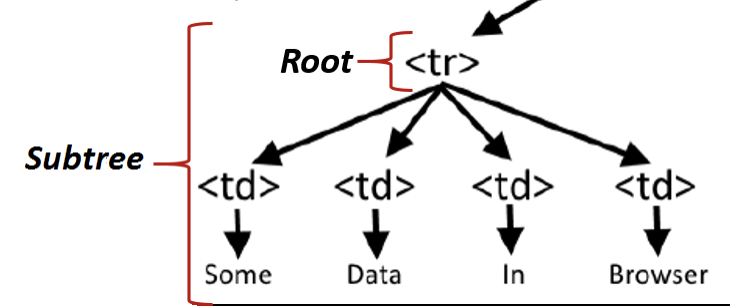 Root
<tr>
Subtree
<td> <td> <td> <td>
Some Data In Browser